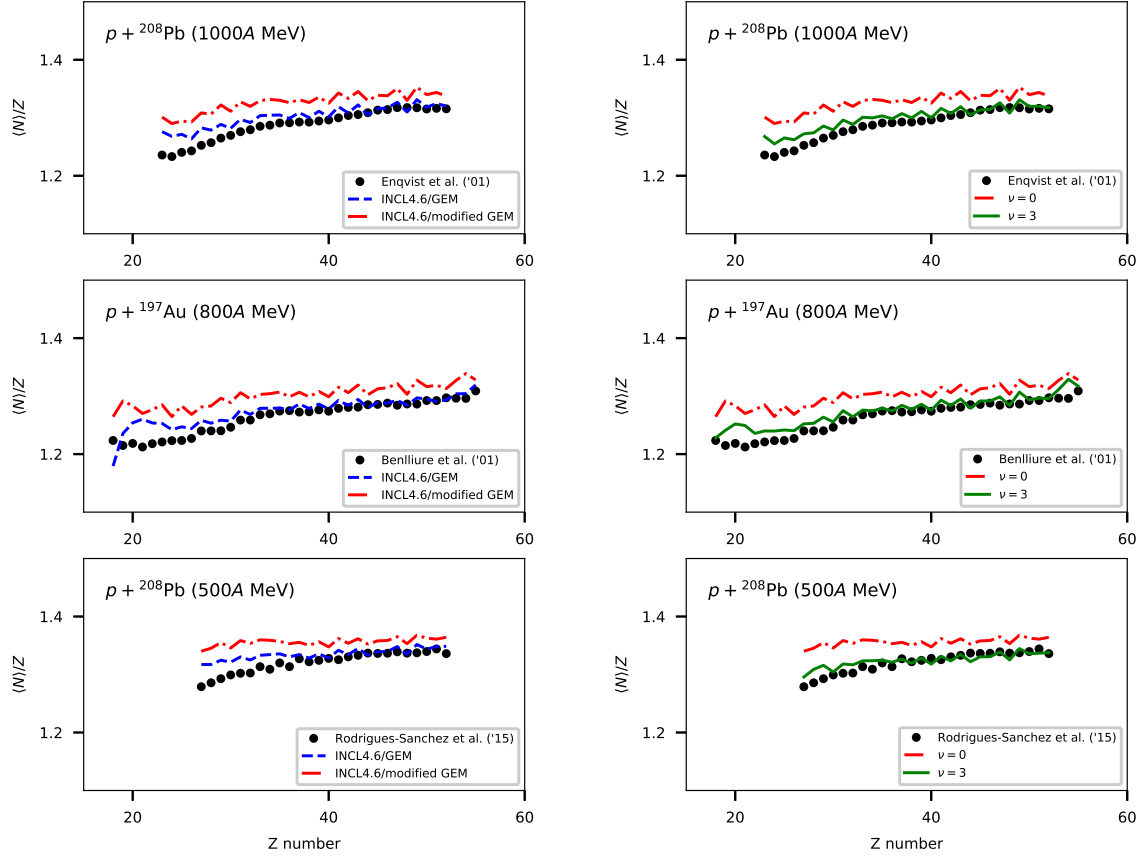 p + ²⁰⁸Pb (1000A MeV)
1.4
1.2
⟨N⟩/Z
Enqvist et al. ('01)
INCL4.6/GEM
INCL4.6/modified GEM
20
40
60
p + ²⁰⁸Pb (1000A MeV)
1.4
1.2
⟨N⟩/Z
Enqvist et al. ('01)
ν = 0
ν = 3
20
40
60
p + ¹⁹⁷Au (800A MeV)
1.4
1.2
⟨N⟩/Z
Benlliure et al. ('01)
INCL4.6/GEM
INCL4.6/modified GEM
20
40
60
p + ¹⁹⁷Au (800A MeV)
1.4
1.2
⟨N⟩/Z
Benlliure et al. ('01)
ν = 0
ν = 3
20
40
60
p + ²⁰⁸Pb (500A MeV)
1.4
1.2
⟨N⟩/Z
Rodrigues-Sanchez et al. ('15)
INCL4.6/GEM
INCL4.6/modified GEM
20
40
60
Z number
p + ²⁰⁸Pb (500A MeV)
1.4
1.2
⟨N⟩/Z
Rodrigues-Sanchez et al. ('15)
ν = 0
ν = 3
20
40
60
Z number